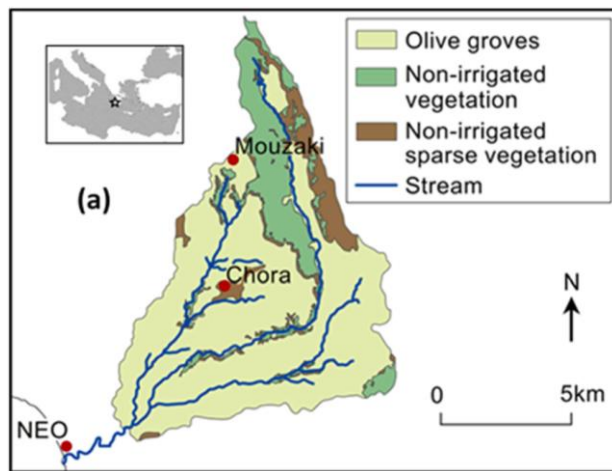 Olive groves
Non-irrigated
vegetation
Non-irrigated
sparse vegetation
Stream
Mouzaki
(a)
Chora
N
0 5km
NEO